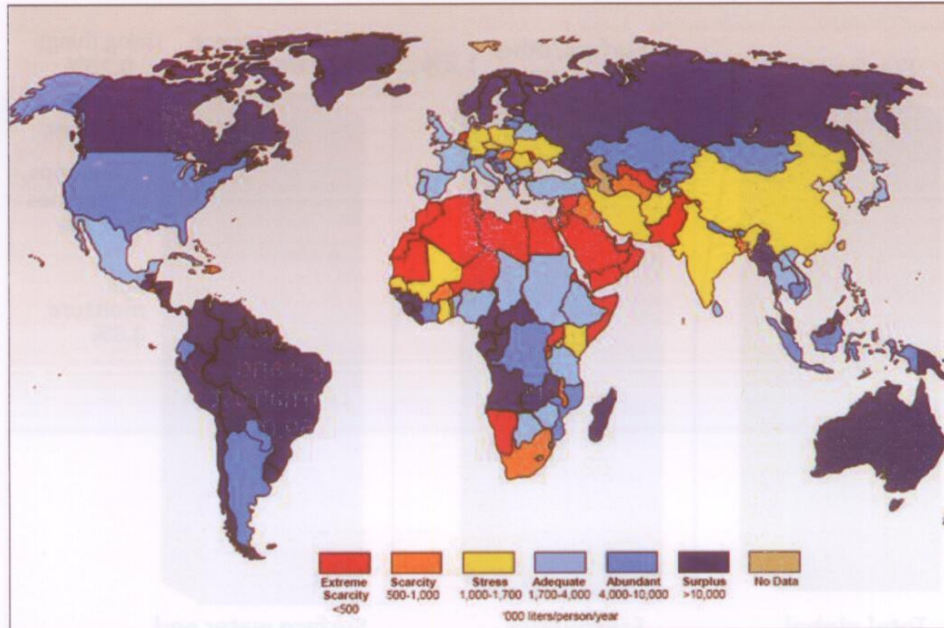 Extreme Scarcity <500
Scarcity 500-1,000
Stress 1,000-1,700
Adequate 1,700-4,000
Abundant 4,000-10,000
Surplus >10,000
No Data
'000 liters/person/year